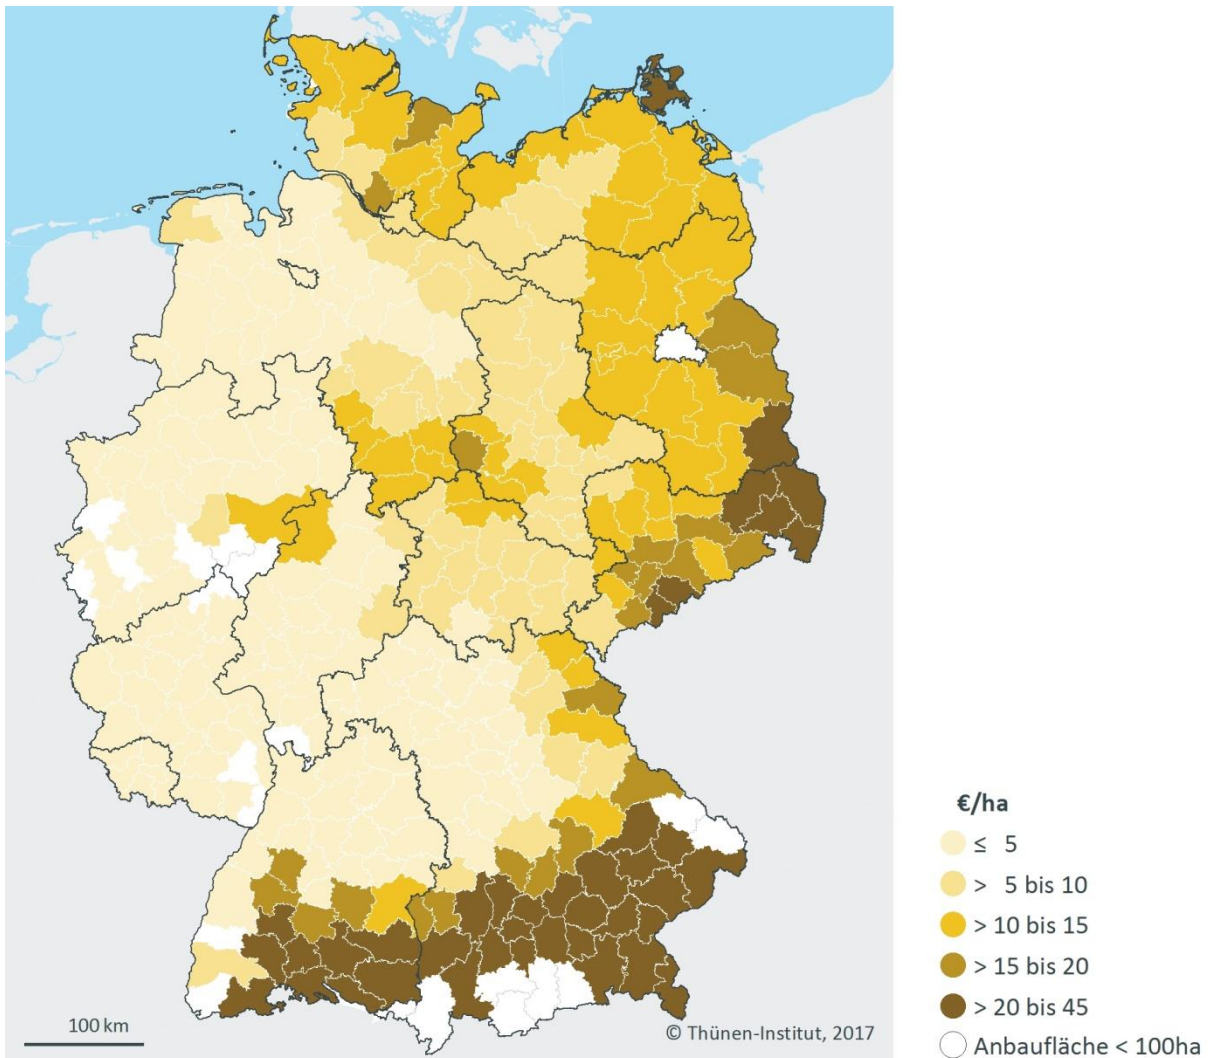 €/ha
≤ 5
> 5 bis 10
> 10 bis 15
> 15 bis 20
> 20 bis 45
Anbaufläche < 100ha
100 km
© Thünen-Institut, 2017